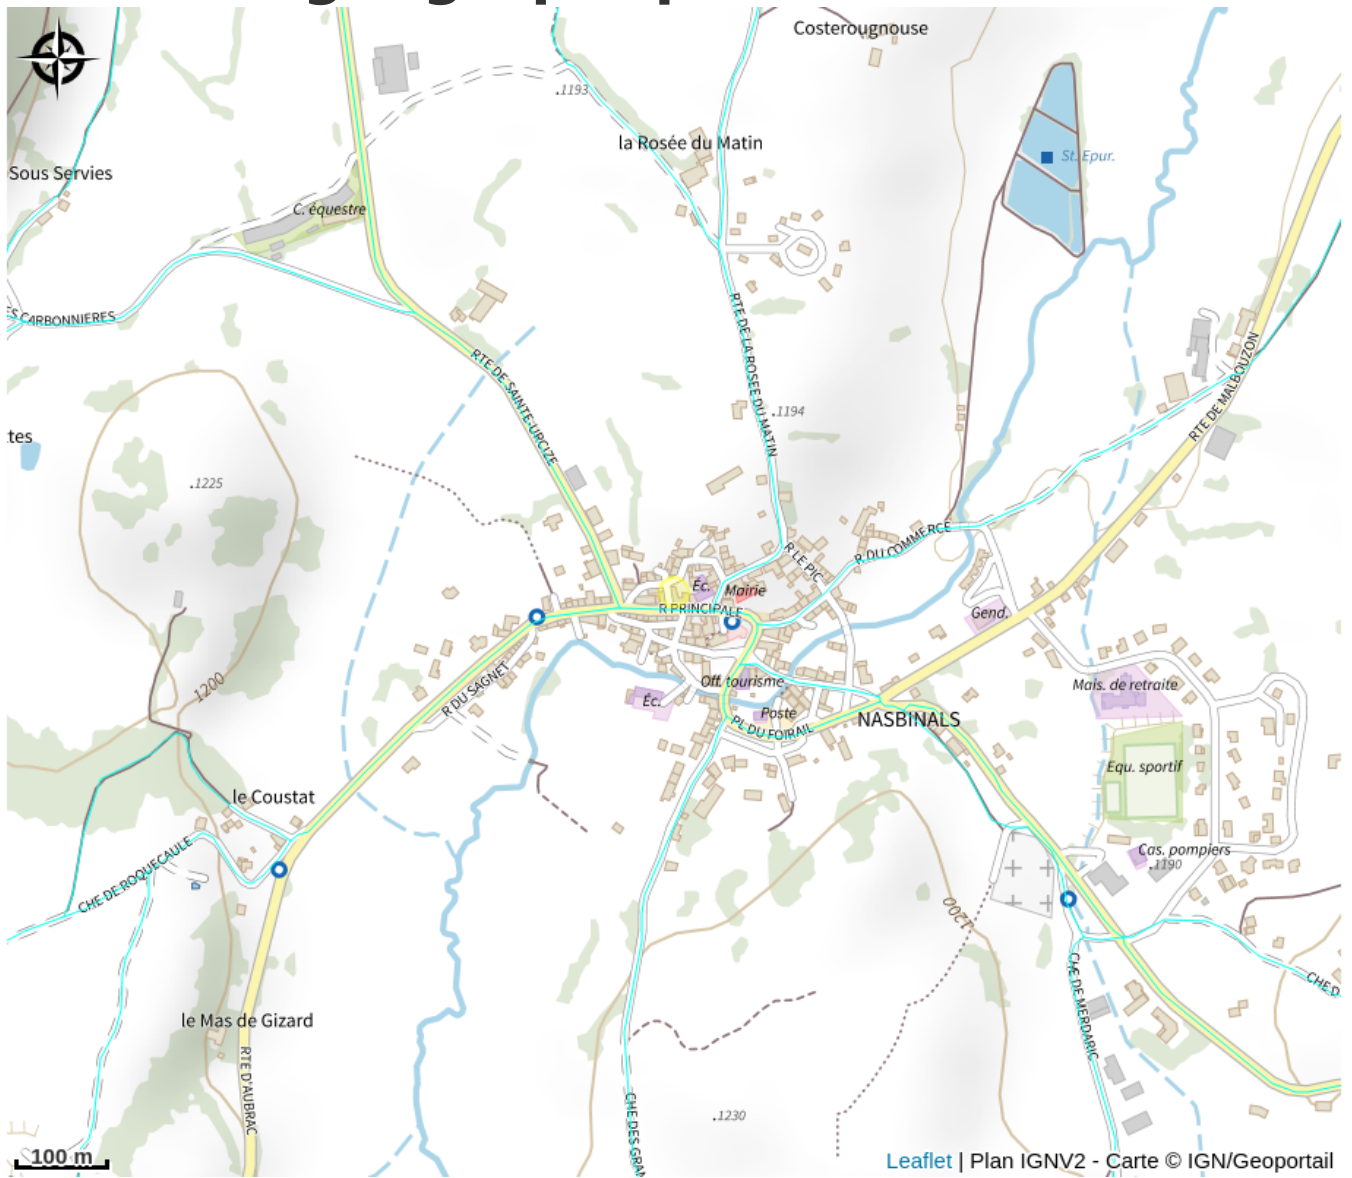 Costerougnouse
.1193
la Rosée du Matin
St. Epur.
Sous Servies
C. équestre
ES CARBONNIERES
RTE DE SAINTE-URCIZE
RTE DE LA ROSEE DU MATIN
RTE DE MALBOUZON
.1194
tes
.1225
R LE PIC
R DU COMMERCE
Éc.
Mairie
R PRINCIPALE
Gend.
1200
R DU SAGNET
Éc.
Off. tourisme
Mais. de retraite
Poste
PL DU FOIRAIL
NASBINALS
Equ. sportif
le Coustat
CHE DE ROQUECAULE
Cas. pompiers
.1190
1200
CHE DE MERDARIC
CHE D
le Mas de Gizard
RTE D'AUBRAC
CHE DES GRAN
.1230
100 m
Leaflet | Plan IGNV2 - Carte © IGN/Geoportail